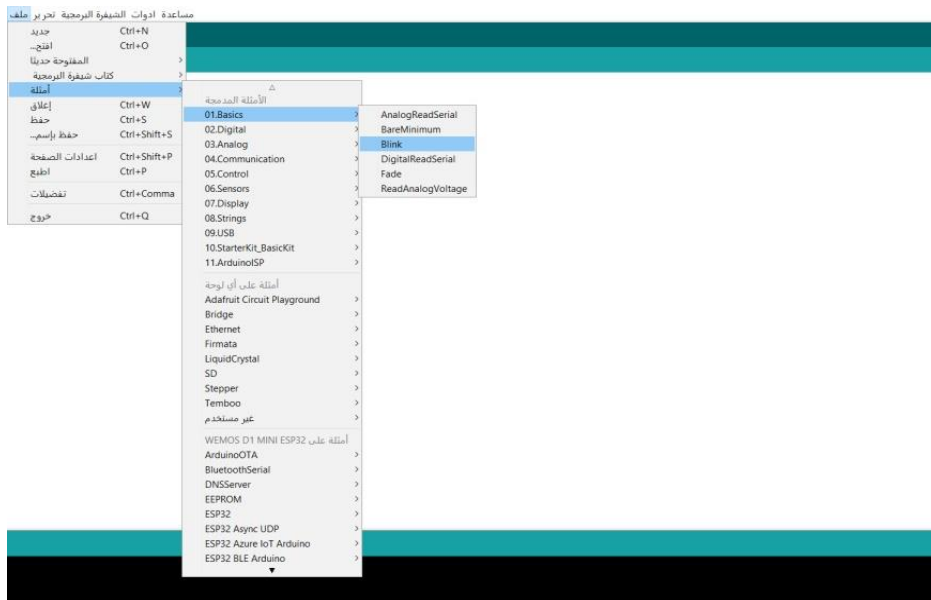 ملف تحرير الشيفرة البرمجية ادوات مساعدة
جديد Ctrl+N
افتح... Ctrl+O
المفتوحة حديثا
كتاب شيفرة البرمجية
أمثلة
إغلاق Ctrl+W
حفظ Ctrl+S
حفظ بإسم... Ctrl+Shift+S
اعدادات الصفحة Ctrl+Shift+P
اطبع Ctrl+P
تفضيلات Ctrl+Comma
خروج Ctrl+Q
الأمثلة المدمجة
01.Basics
02.Digital
03.Analog
04.Communication
05.Control
06.Sensors
07.Display
08.Strings
09.USB
10.StarterKit_BasicKit
11.ArduinoISP
أمثلة على أي لوحة
Adafruit Circuit Playground
Bridge
Ethernet
Firmata
LiquidCrystal
SD
Stepper
Temboo
غير مستخدم
أمثلة على WEMOS D1 MINI ESP32
ArduinoOTA
BluetoothSerial
DNSServer
EEPROM
ESP32
ESP32 Async UDP
ESP32 Azure IoT Arduino
ESP32 BLE Arduino
AnalogReadSerial
BareMinimum
Blink
DigitalReadSerial
Fade
ReadAnalogVoltage